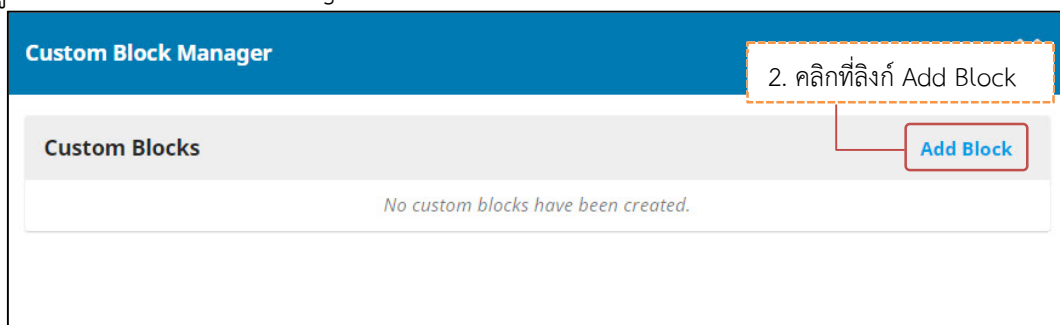 Custom Block Manager
2. คลิกที่ลิงก์ Add Block
Custom Blocks
Add Block
No custom blocks have been created.